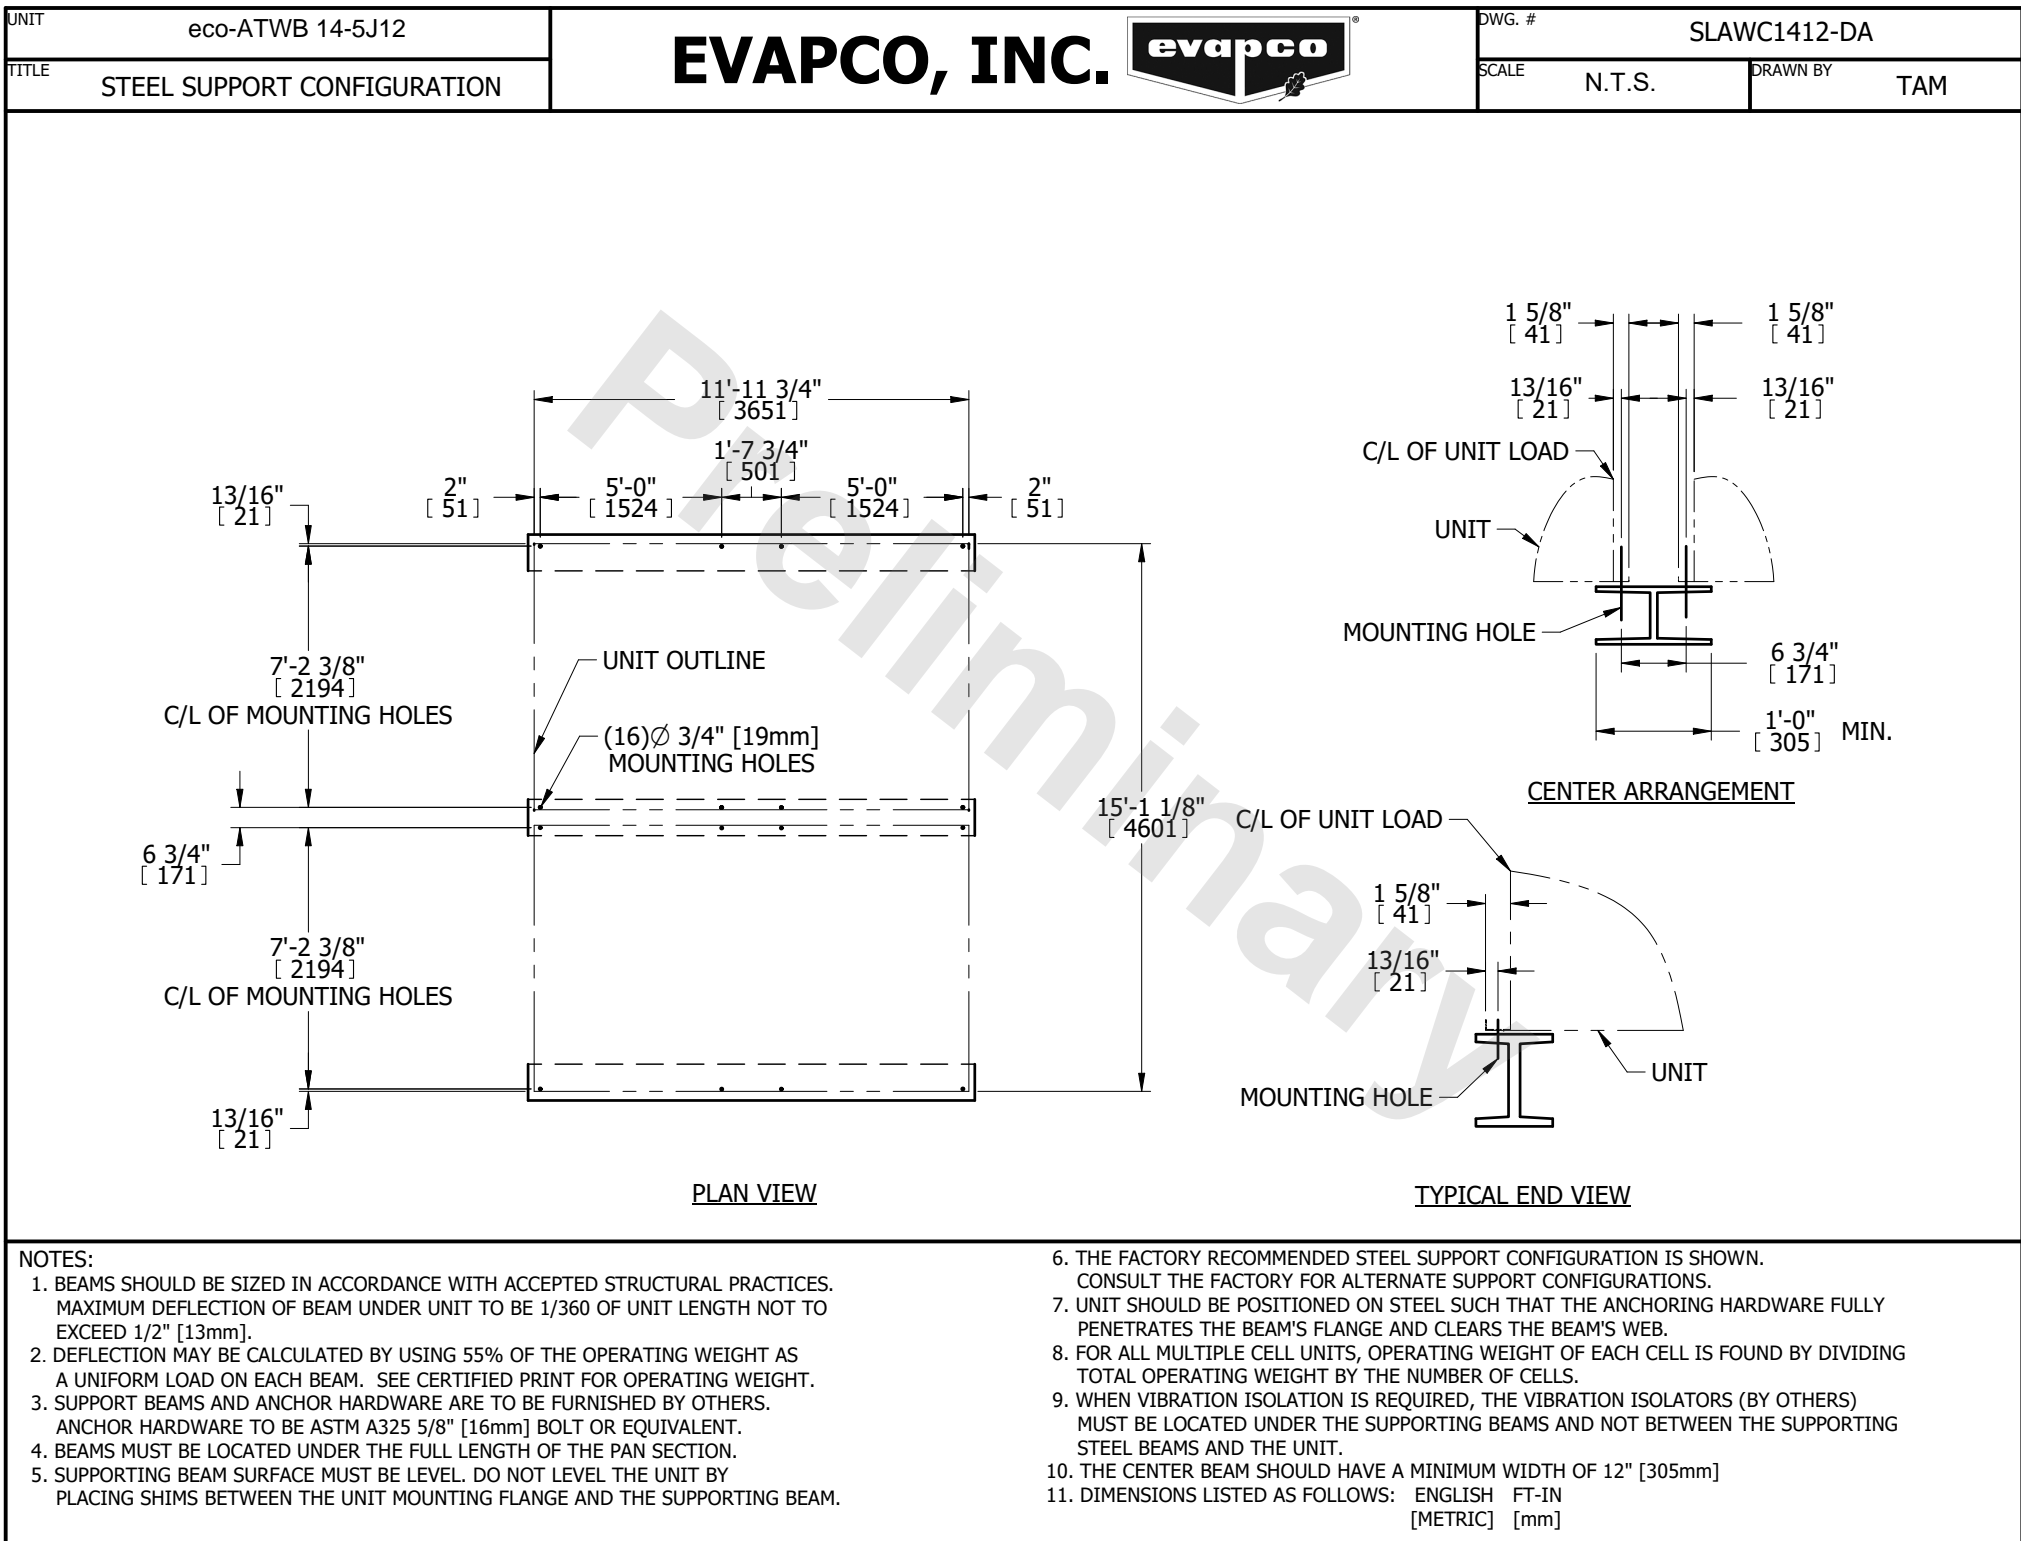 UNIT
eco-ATWB 14-5J12
TITLE
STEEL SUPPORT CONFIGURATION
EVAPCO, INC.
evapco
®
DWG. #
SLAWC1412-DA
SCALE
N.T.S.
DRAWN BY
TAM
Preliminary
11'-11 3/4"
[ 3651]
1'-7 3/4"
[ 501 ]
13/16"
[ 21]
2"
[ 51]
5'-0"
[ 1524 ]
5'-0"
[ 1524]
2"
[ 51]
7'-2 3/8"
[ 2194]
C/L OF MOUNTING HOLES
UNIT OUTLINE
(16)∅ 3/4" [19mm]
MOUNTING HOLES
6 3/4"
[ 171]
15'-1 1/8"
[ 4601]
7'-2 3/8"
[ 2194]
C/L OF MOUNTING HOLES
13/16"
[ 21]
PLAN VIEW
1 5/8"
[ 41]
1 5/8"
[ 41]
13/16"
[ 21]
13/16"
[ 21]
C/L OF UNIT LOAD
UNIT
MOUNTING HOLE
6 3/4"
[ 171]
1'-0"
[ 305]
MIN.
CENTER ARRANGEMENT
C/L OF UNIT LOAD
1 5/8"
[ 41]
13/16"
[ 21]
UNIT
MOUNTING HOLE
TYPICAL END VIEW
NOTES:
1. BEAMS SHOULD BE SIZED IN ACCORDANCE WITH ACCEPTED STRUCTURAL PRACTICES.
MAXIMUM DEFLECTION OF BEAM UNDER UNIT TO BE 1/360 OF UNIT LENGTH NOT TO
EXCEED 1/2" [13mm].
2. DEFLECTION MAY BE CALCULATED BY USING 55% OF THE OPERATING WEIGHT AS
A UNIFORM LOAD ON EACH BEAM. SEE CERTIFIED PRINT FOR OPERATING WEIGHT.
3. SUPPORT BEAMS AND ANCHOR HARDWARE ARE TO BE FURNISHED BY OTHERS.
ANCHOR HARDWARE TO BE ASTM A325 5/8" [16mm] BOLT OR EQUIVALENT.
4. BEAMS MUST BE LOCATED UNDER THE FULL LENGTH OF THE PAN SECTION.
5. SUPPORTING BEAM SURFACE MUST BE LEVEL. DO NOT LEVEL THE UNIT BY
PLACING SHIMS BETWEEN THE UNIT MOUNTING FLANGE AND THE SUPPORTING BEAM.
6. THE FACTORY RECOMMENDED STEEL SUPPORT CONFIGURATION IS SHOWN.
CONSULT THE FACTORY FOR ALTERNATE SUPPORT CONFIGURATIONS.
7. UNIT SHOULD BE POSITIONED ON STEEL SUCH THAT THE ANCHORING HARDWARE FULLY
PENETRATES THE BEAM'S FLANGE AND CLEARS THE BEAM'S WEB.
8. FOR ALL MULTIPLE CELL UNITS, OPERATING WEIGHT OF EACH CELL IS FOUND BY DIVIDING
TOTAL OPERATING WEIGHT BY THE NUMBER OF CELLS.
9. WHEN VIBRATION ISOLATION IS REQUIRED, THE VIBRATION ISOLATORS (BY OTHERS)
MUST BE LOCATED UNDER THE SUPPORTING BEAMS AND NOT BETWEEN THE SUPPORTING
STEEL BEAMS AND THE UNIT.
10. THE CENTER BEAM SHOULD HAVE A MINIMUM WIDTH OF 12" [305mm]
11. DIMENSIONS LISTED AS FOLLOWS: ENGLISH FT-IN
[METRIC] [mm]